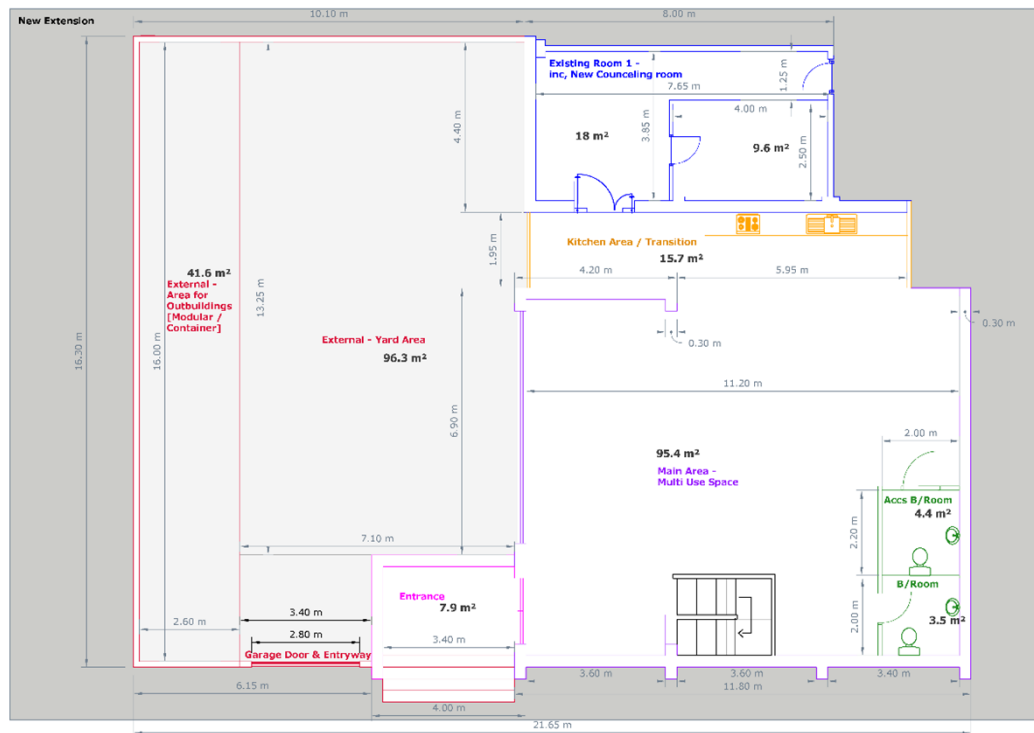 New Extension
10.10 m
8.00 m
Existing Room 1 -
inc, New Counceling room
7.65 m
1.25 m
4.00 m
18 m²
3.85 m
9.6 m²
2.50 m
4.40 m
1.95 m
Kitchen Area / Transition
15.7 m²
4.20 m
5.95 m
41.6 m²
External -
Area for
Outbuildings
[Modular /
Container]
13.25 m
16.30 m
16.00 m
External - Yard Area
96.3 m²
0.30 m
0.30 m
11.20 m
6.90 m
95.4 m²
Main Area -
Multi Use Space
2.00 m
Accs B/Room
4.4 m²
2.20 m
7.10 m
B/Room
3.5 m²
2.00 m
Entrance
7.9 m²
3.40 m
2.60 m
3.40 m
2.80 m
Garage Door & Entryway
3.60 m
3.60 m
3.40 m
6.15 m
11.80 m
4.00 m
21.65 m